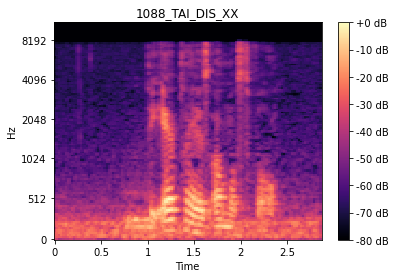 1088_TAI_DIS_XX
+0 dB
8192
-10 dB
4096
-20 dB
-30 dB
2048
Hz
-40 dB
1024
-50 dB
512
-60 dB
-70 dB
0
-80 dB
0 0.5 1 1.5 2 2.5
Time